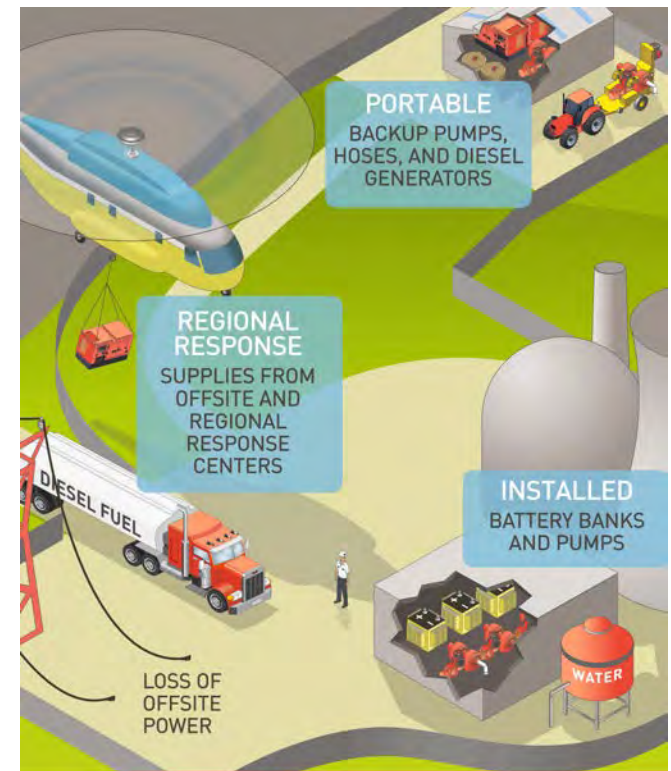 PORTABLE
BACKUP PUMPS,
HOSES, AND DIESEL
GENERATORS
REGIONAL
RESPONSE
SUPPLIES FROM
OFFSITE AND
REGIONAL
RESPONSE
CENTERS
DIESEL FUEL
INSTALLED
BATTERY BANKS
AND PUMPS
WATER
LOSS OF
OFFSITE
POWER